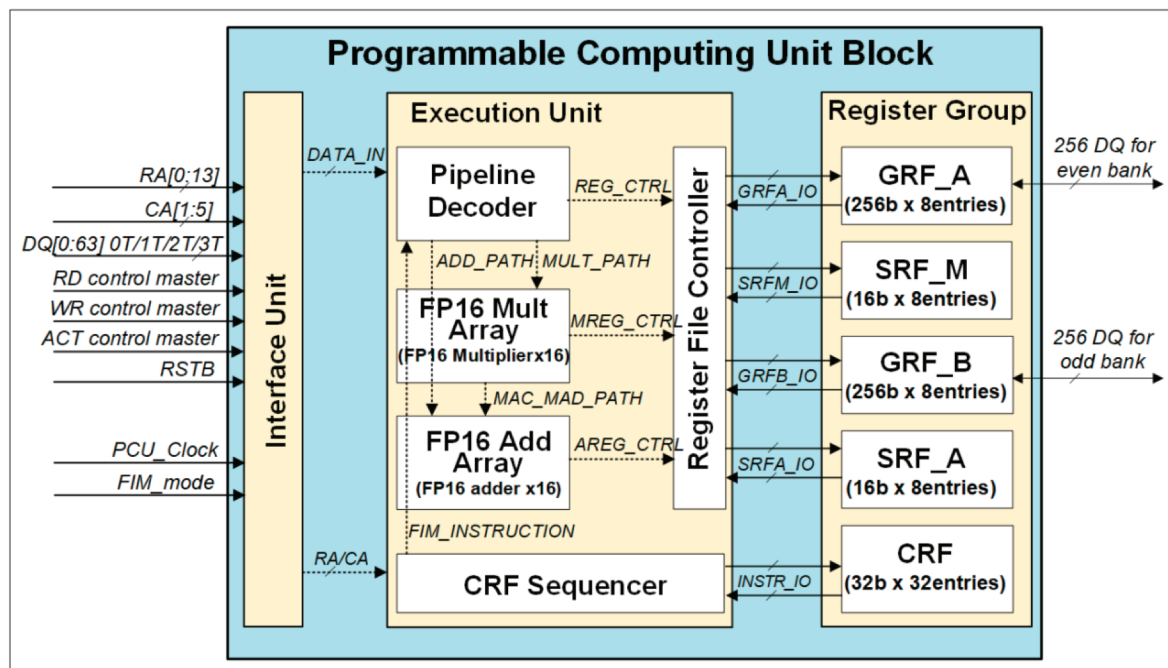 Programmable Computing Unit Block
Interface Unit
RA[0:13]
CA[1:5]
DQ[0:63] 0T/1T/2T/3T
RD control master
WR control master
ACT control master
RSTB
PCU_Clock
FIM_mode
DATA_IN
RA/CA
Execution Unit
Pipeline
Decoder
REG_CTRL
ADD_PATH
MULT_PATH
FP16 Mult
Array
(FP16 Multiplierx16)
MREG_CTRL
MAC_MAD_PATH
FP16 Add
Array
(FP16 adder x16)
AREG_CTRL
FIM_INSTRUCTION
CRF Sequencer
Register File Controller
GRFA_IO
SRFM_IO
GRFB_IO
SRFA_IO
INSTR_IO
Register Group
GRF_A
(256b x 8entries)
SRF_M
(16b x 8entries)
GRF_B
(256b x 8entries)
SRF_A
(16b x 8entries)
CRF
(32b x 32entries)
256 DQ for
even bank
256 DQ for
odd bank